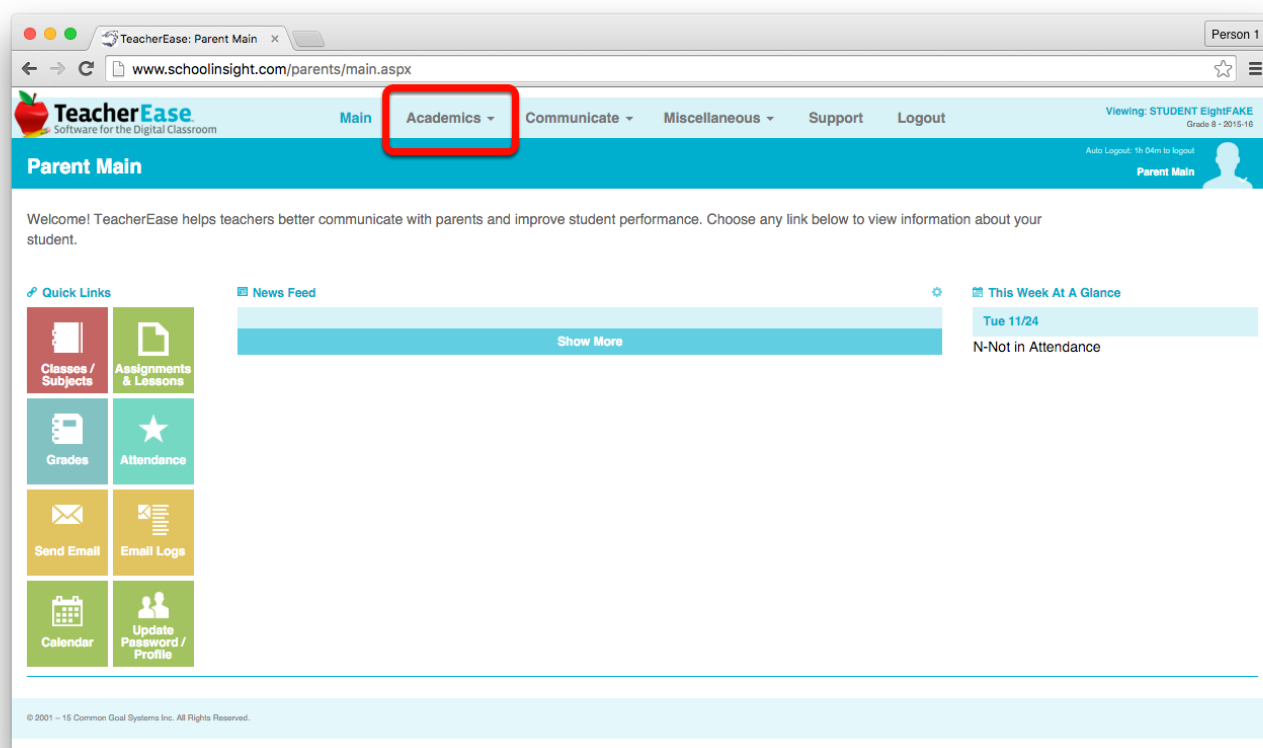 TeacherEase: Parent Main
Person 1
www.schoolinsight.com/parents/main.aspx
TeacherEase
Software for the Digital Classroom
Main Academics Communicate Miscellaneous Support Logout
Viewing: STUDENT EightFAKE
Grade 8 - 2015-16
Parent Main
Auto Logout: 1h 04m to logout
Parent Main
Welcome! TeacherEase helps teachers better communicate with parents and improve student performance. Choose any link below to view information about your
student.
Quick Links
Classes /
Subjects
Assignments
& Lessons
Grades
Attendance
Send Email
Email Logs
Calendar
Update
Password /
Profile
News Feed
Show More
This Week At A Glance
Tue 11/24
N-Not in Attendance
© 2001 – 15 Common Goal Systems Inc. All Rights Reserved.